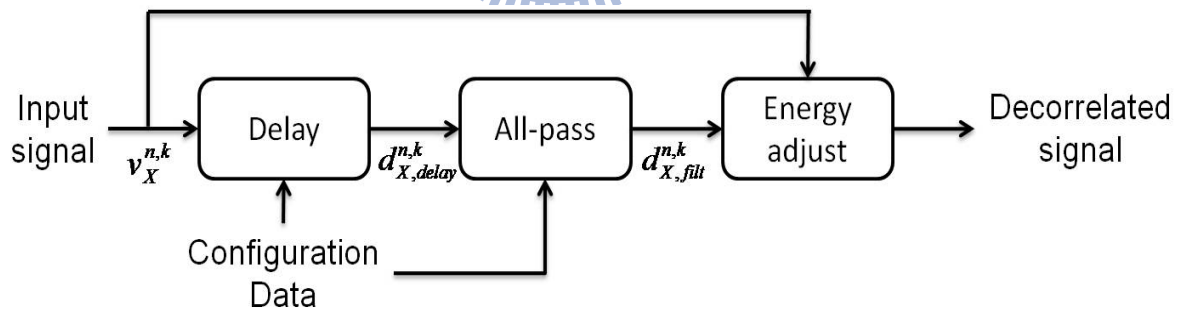 Input
signal
v_X^{n,k}
Delay
d_{X,delay}^{n,k}
All-pass
d_{X,filt}^{n,k}
Energy
adjust
Decorrelated
signal
Configuration
Data